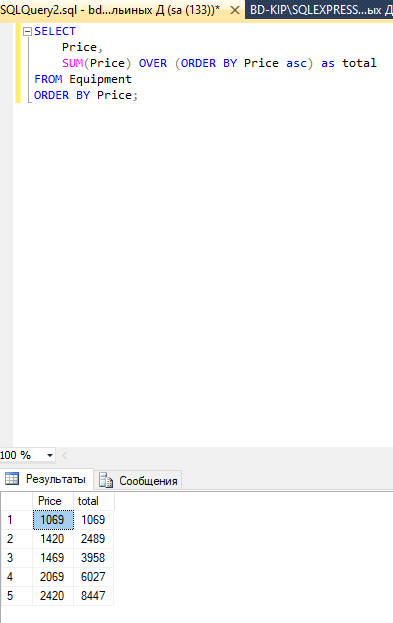 SQLQuery2.sql - bd...льиных Д (sa (133))* BD-KIP\SQLEXPRESS...ых Д
SELECT
Price,
SUM(Price) OVER (ORDER BY Price asc) as total
FROM Equipment
ORDER BY Price;
100 %
Результаты Сообщения
Price total
1 1069 1069
2 1420 2489
3 1469 3958
4 2069 6027
5 2420 8447